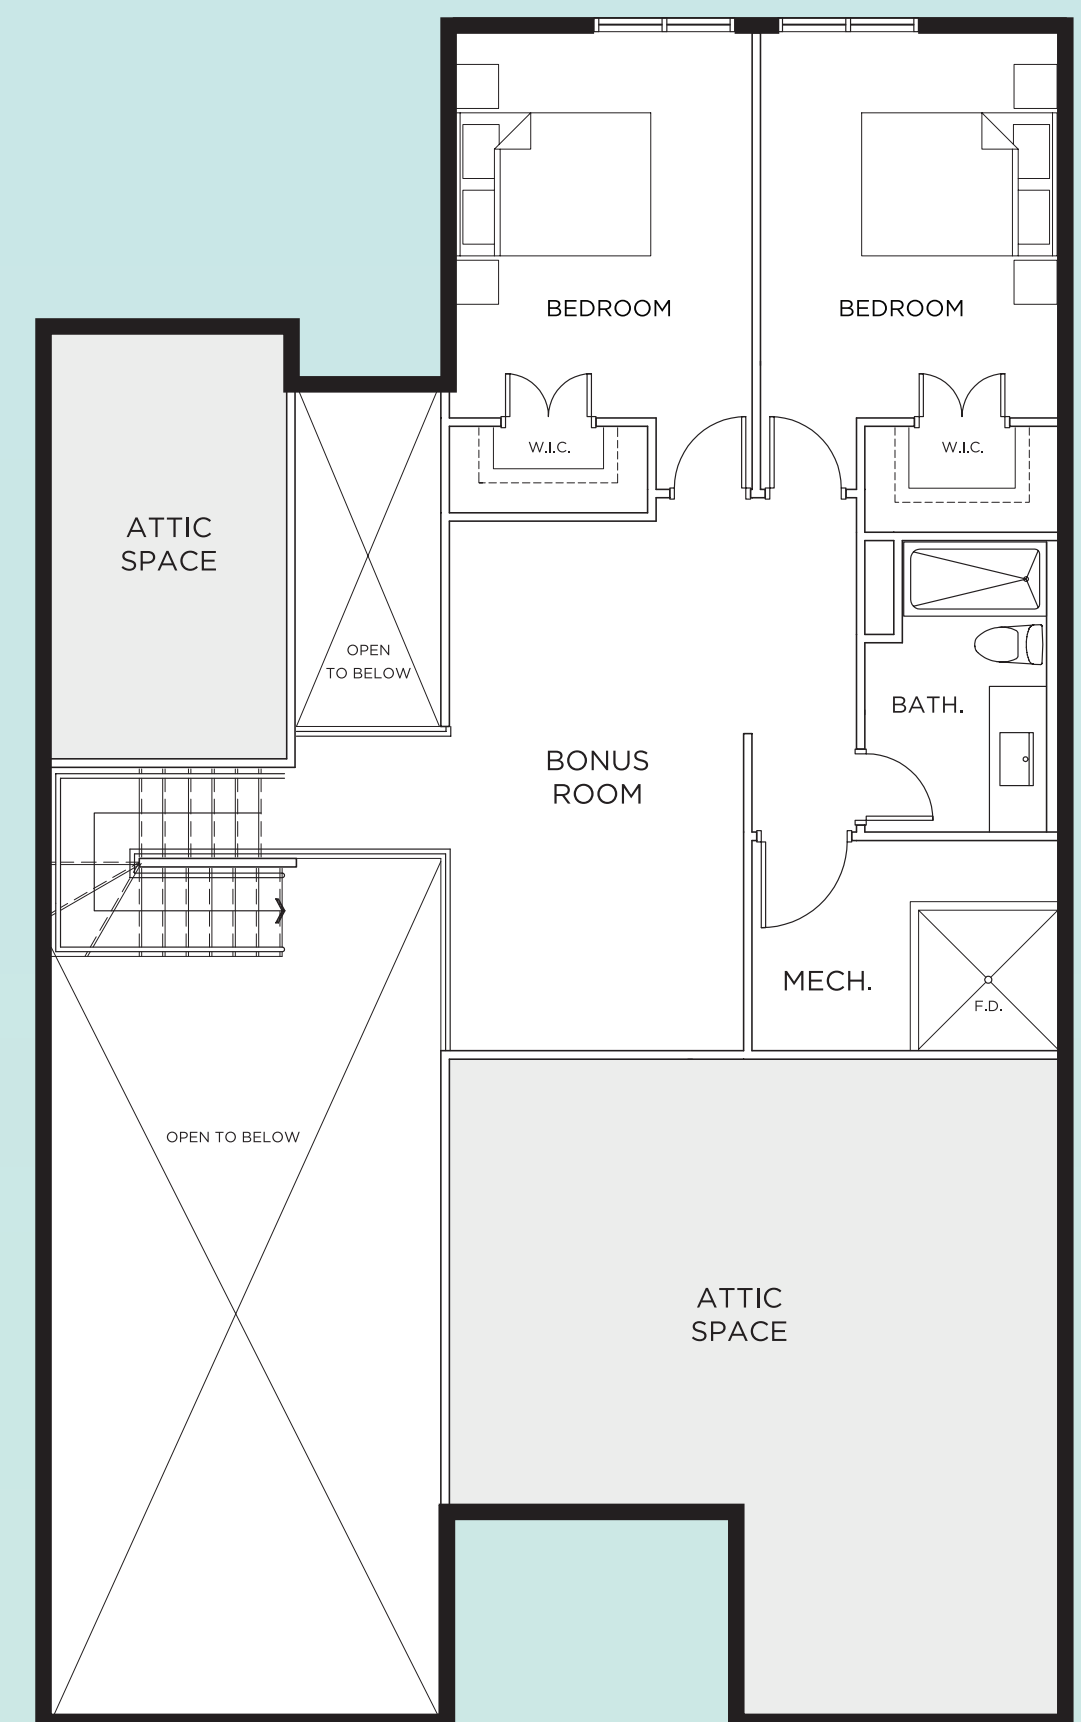 BEDROOM
BEDROOM
W.I.C.
W.I.C.
ATTIC
SPACE
OPEN
TO BELOW
BATH.
BONUS
ROOM
MECH.
F.D.
OPEN TO BELOW
ATTIC
SPACE